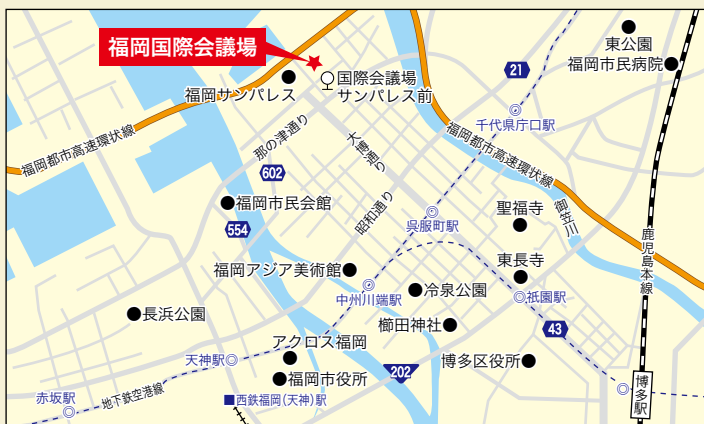 福岡国際会議場
東公園
福岡市民病院
21
国際会議場
サンパレス前
福岡サンパレス
千代県庁口駅
福岡都市高速環状線
那の津通り
大博通り
福岡都市高速環状線
602
昭和通り
御笠川
福岡市民会館
聖福寺
呉服町駅
554
鹿児島本線
福岡アジア美術館
東長寺
中州川端駅
冷泉公園
祇園駅
長浜公園
櫛田神社
43
アクロス福岡
天神駅
博多区役所
202
福岡市役所
博多駅
赤坂駅
地下鉄空港線
西鉄福岡(天神)駅